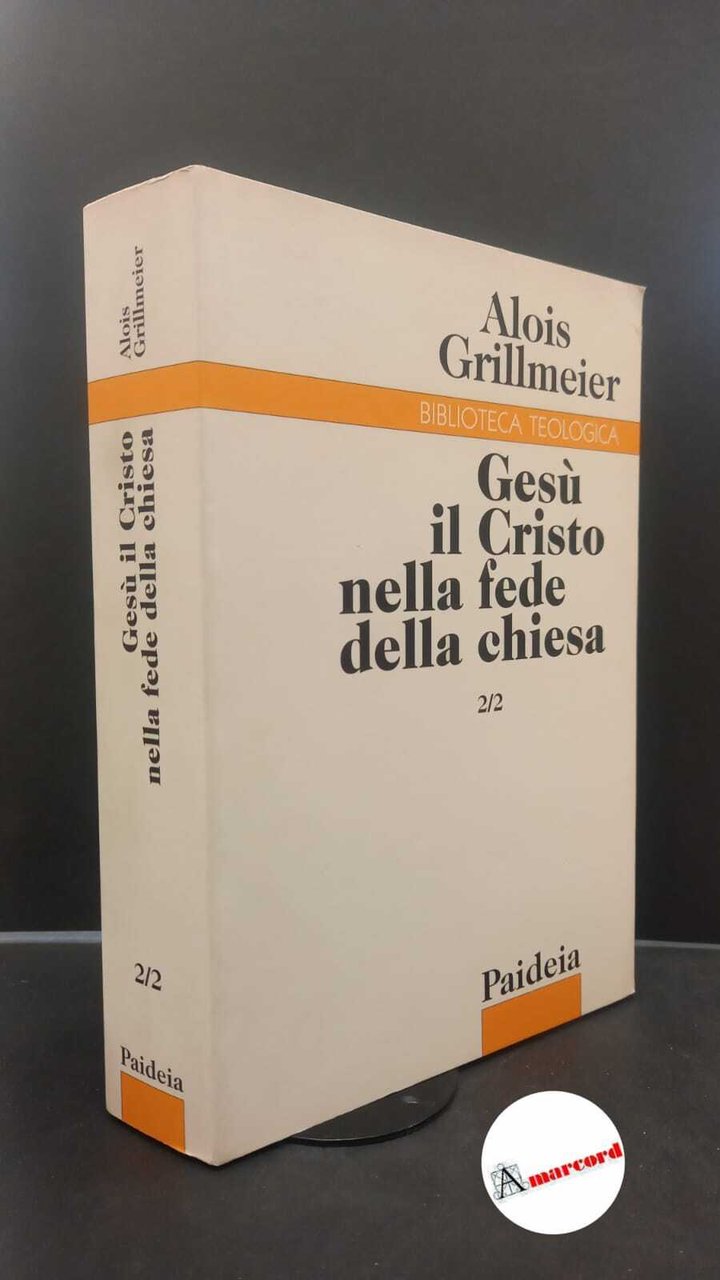 Alois
Grillmeier
Gesù il Cristo
nella fede della chiesa
2/2
Paideia
Alois
Grillmeier
BIBLIOTECA TEOLOGICA
Gesù
il Cristo
nella fede
della chiesa
2/2
Paideia
Amarcord